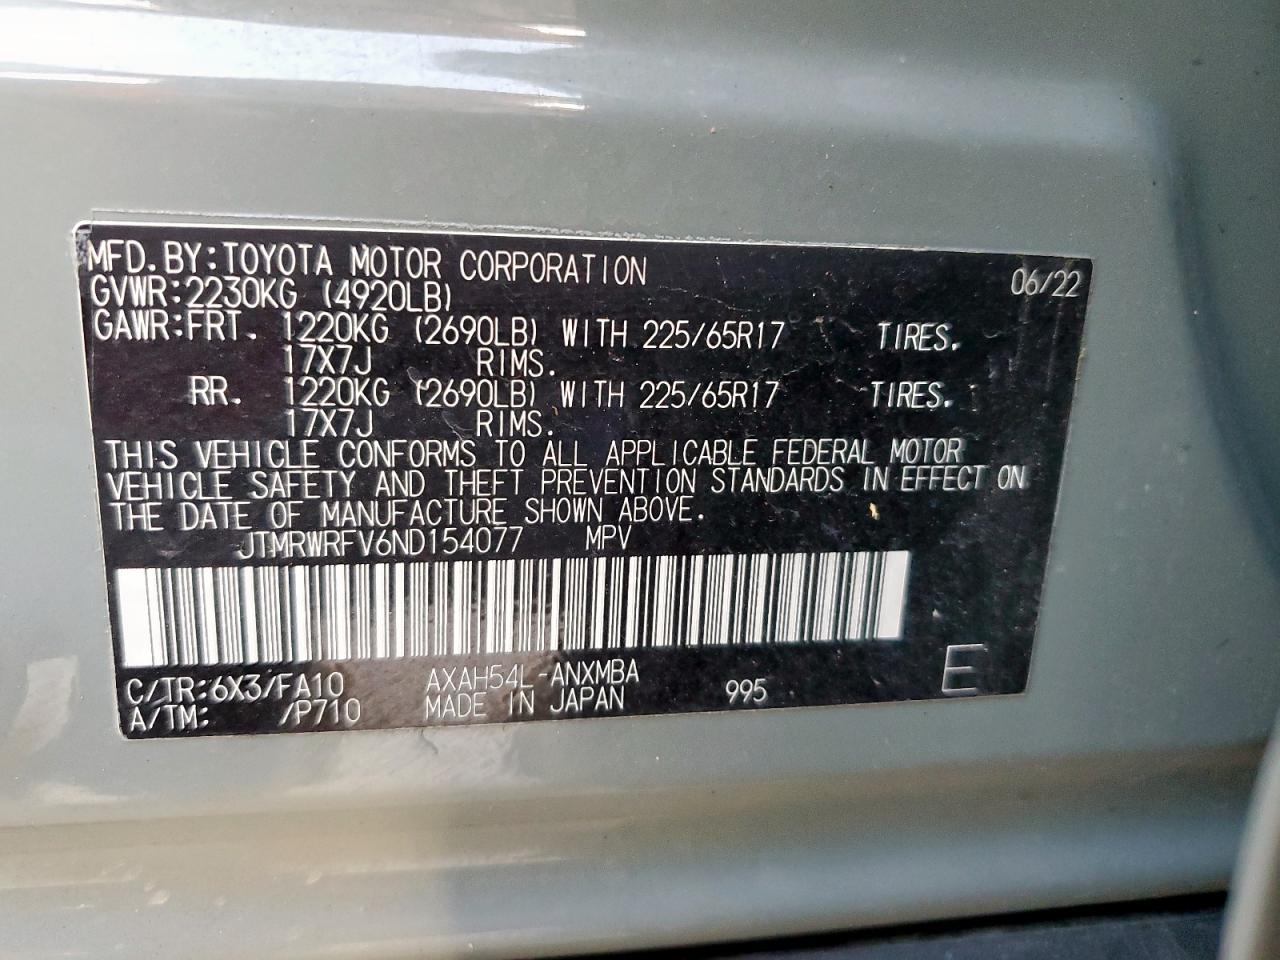 MFD.BY:TOYOTA MOTOR CORPORATION 06/22
GVWR:2230KG (4920LB)
GAWR:FRT. 1220KG (2690LB) WITH 225/65R17 TIRES.
17X7J RIMS.
RR. 1220KG (2690LB) WITH 225/65R17 TIRES.
17X7J RIMS.
THIS VEHICLE CONFORMS TO ALL APPLICABLE FEDERAL MOTOR
VEHICLE SAFETY AND THEFT PREVENTION STANDARDS IN EFFECT ON
THE DATE OF MANUFACTURE SHOWN ABOVE.
JTMRWRFV6ND154077 MPV
C/TR:6X3/FA10 AXAH54L-ANXMBA 995 E
A/TM: /P710 MADE IN JAPAN